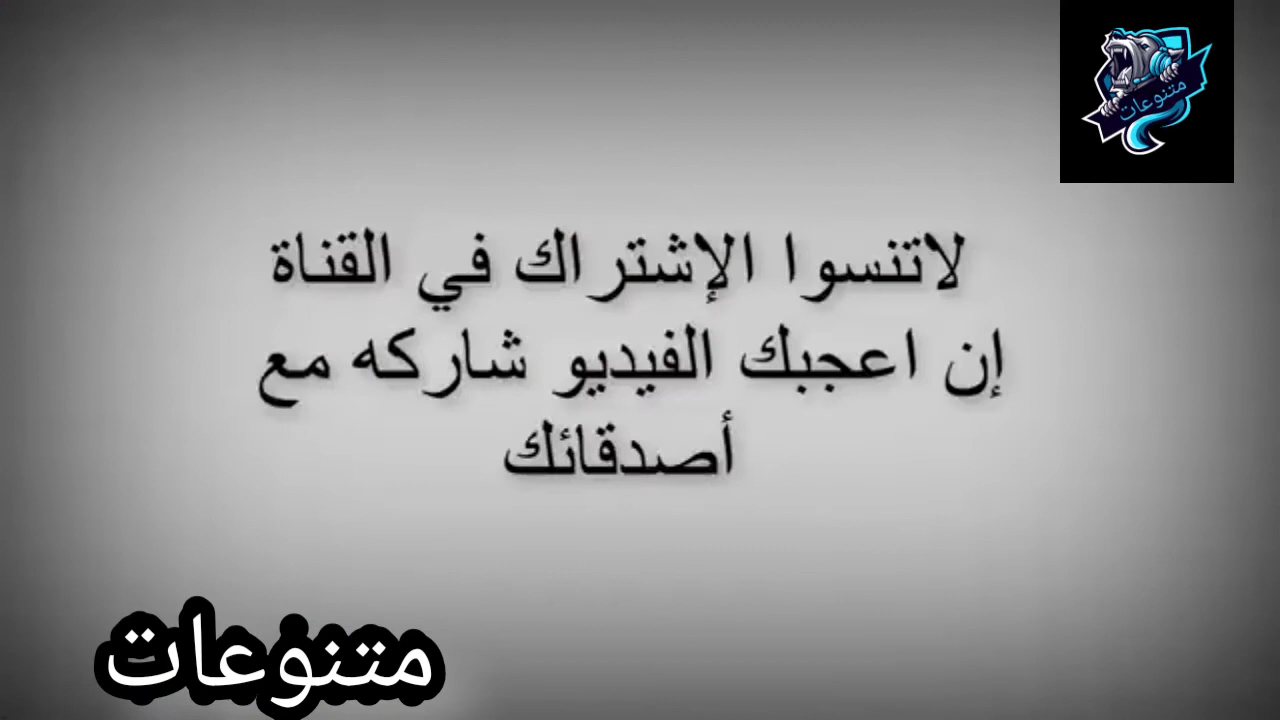 متنوعات
لاتنسوا الإشتراك في القناة
إن اعجبك الفيديو شاركه مع
أصدقائك
متنوعات